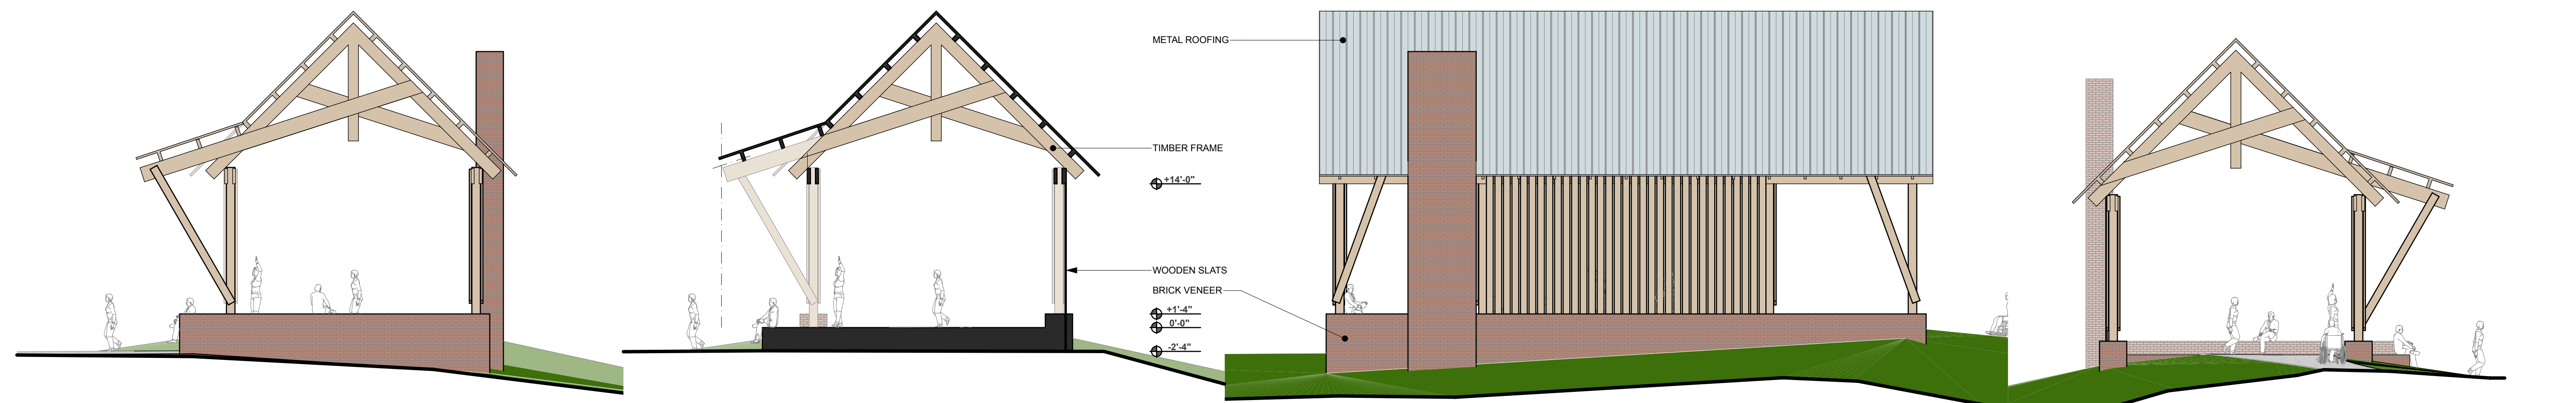 METAL ROOFING
TIMBER FRAME
+14'-0"
WOODEN SLATS
BRICK VENEER
+1'-4"
0'-0"
-2'-4"